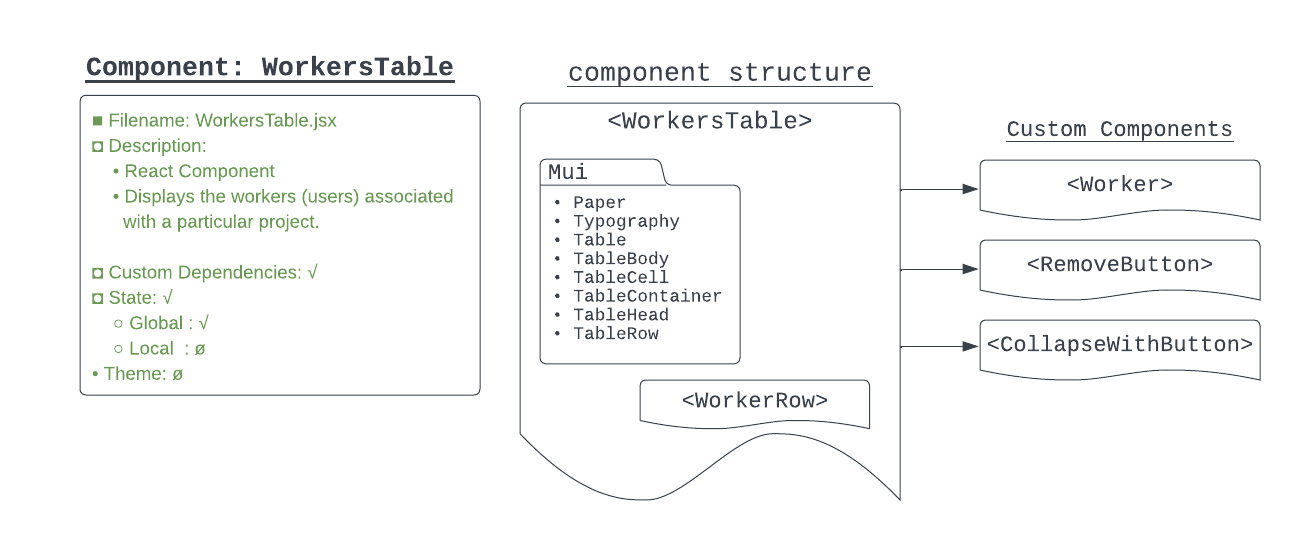 Component: WorkersTable
■ Filename: WorkersTable.jsx
◘ Description:
• React Component
• Displays the workers (users) associated
with a particular project.
◘ Custom Dependencies: √
◘ State: √
○ Global : √
○ Local : ø
• Theme: ø
component structure
<WorkersTable>
Mui
• Paper
• Typography
• Table
• TableBody
• TableCell
• TableContainer
• TableHead
• TableRow
<WorkerRow>
Custom Components
<Worker>
<RemoveButton>
<CollapseWithButton>